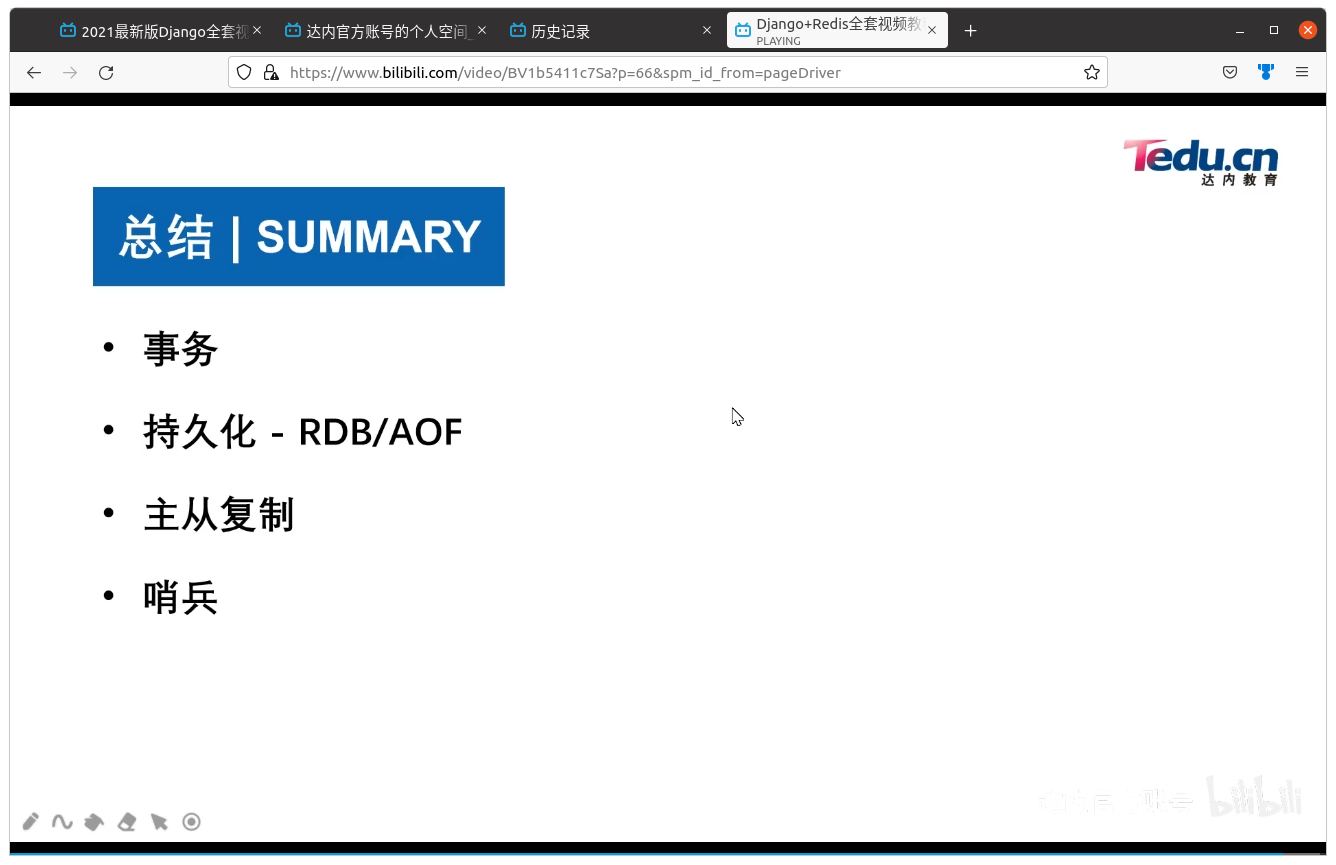 2021最新版Django全套视
达内官方账号的个人空间_
历史记录
Django+Redis全套视频教
PLAYING
https://www.bilibili.com/video/BV1b5411c7Sa?p=66&spm_id_from=pageDriver
Tedu.cn
达内教育
总结 | SUMMARY
• 事务
• 持久化 - RDB/AOF
• 主从复制
• 哨兵
bilibili